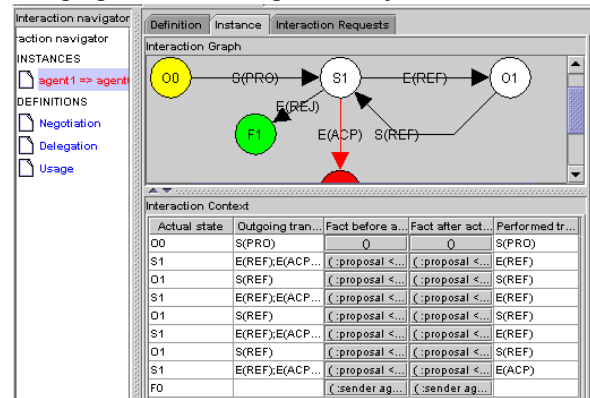 Interaction navigator
raction navigator
INSTANCES
agent1 => agent
DEFINITIONS
Negotiation
Delegation
Usage
Definition
Instance
Interaction Requests
Interaction Graph
O0
S(PRO)
S1
E(REF)
O1
E(REJ)
F1
E(ACP)
S(REF)
Interaction Context
Actual state Outgoing tran... Fact before a... Fact after act... Performed tr...
O0 S(PRO) () () S(PRO)
S1 E(REF);E(ACP... (:proposal <... (:proposal <... E(REF)
O1 S(REF) (:proposal <... (:proposal <... S(REF)
S1 E(REF);E(ACP... (:proposal <... (:proposal <... E(REF)
O1 S(REF) (:proposal <... (:proposal <... S(REF)
S1 E(REF);E(ACP... (:proposal <... (:proposal <... E(REF)
O1 S(REF) (:proposal <... (:proposal <... S(REF)
S1 E(REF);E(ACP... (:proposal <... (:proposal <... E(ACP)
F0 (:sender ag... (:sender ag...